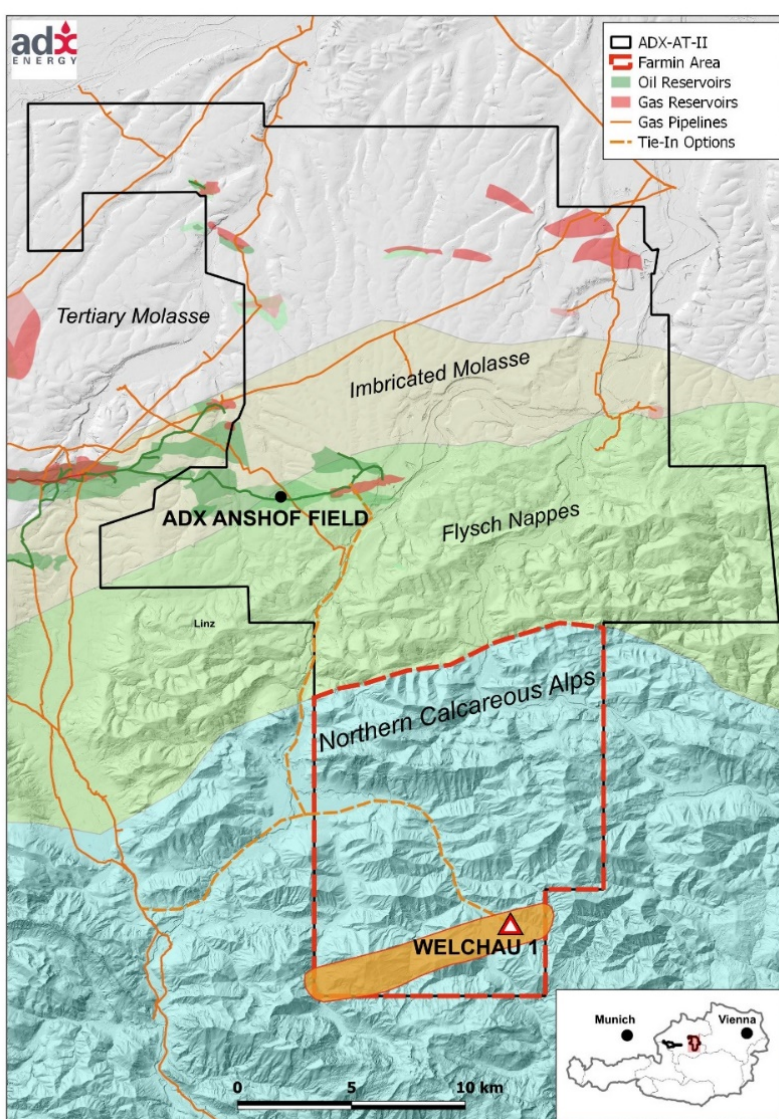 adx
ENERGY
ADX-AT-II
Farmin Area
Oil Reservoirs
Gas Reservoirs
Gas Pipelines
Tie-In Options
Tertiary Molasse
Imbricated Molasse
ADX ANSHOF FIELD
Flysch Nappes
Linz
Northern Calcareous Alps
WELCHAU 1
Munich
Vienna
0 5 10 km